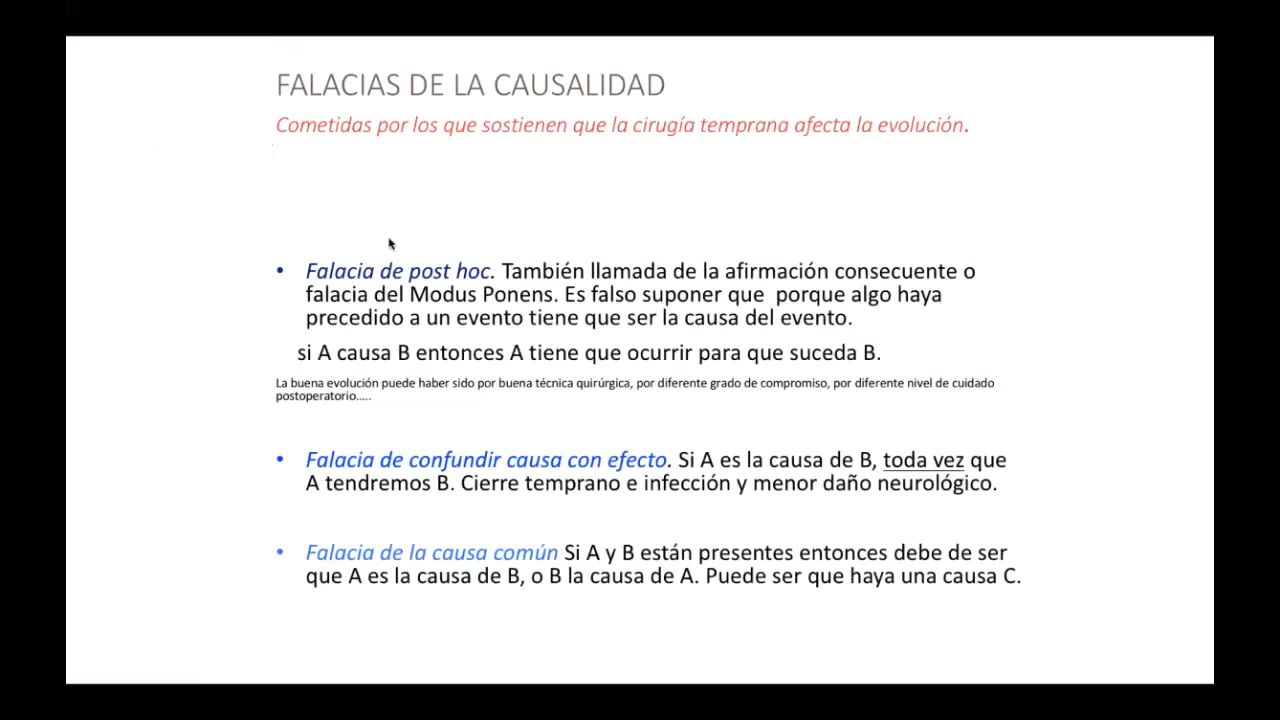 FALACIAS DE LA CAUSALIDAD
Cometidas por los que sostienen que la cirugía temprana afecta la evolución.
• Falacia de post hoc. También llamada de la afirmación consecuente o
falacia del Modus Ponens. Es falso suponer que porque algo haya
precedido a un evento tiene que ser la causa del evento.
si A causa B entonces A tiene que ocurrir para que suceda B.
La buena evolución puede haber sido por buena técnica quirúrgica, por diferente grado de compromiso, por diferente nivel de cuidado
postoperatorio.....
• Falacia de confundir causa con efecto. Si A es la causa de B, toda vez que
A tendremos B. Cierre temprano e infección y menor daño neurológico.
• Falacia de la causa común Si A y B están presentes entonces debe de ser
que A es la causa de B, o B la causa de A. Puede ser que haya una causa C.